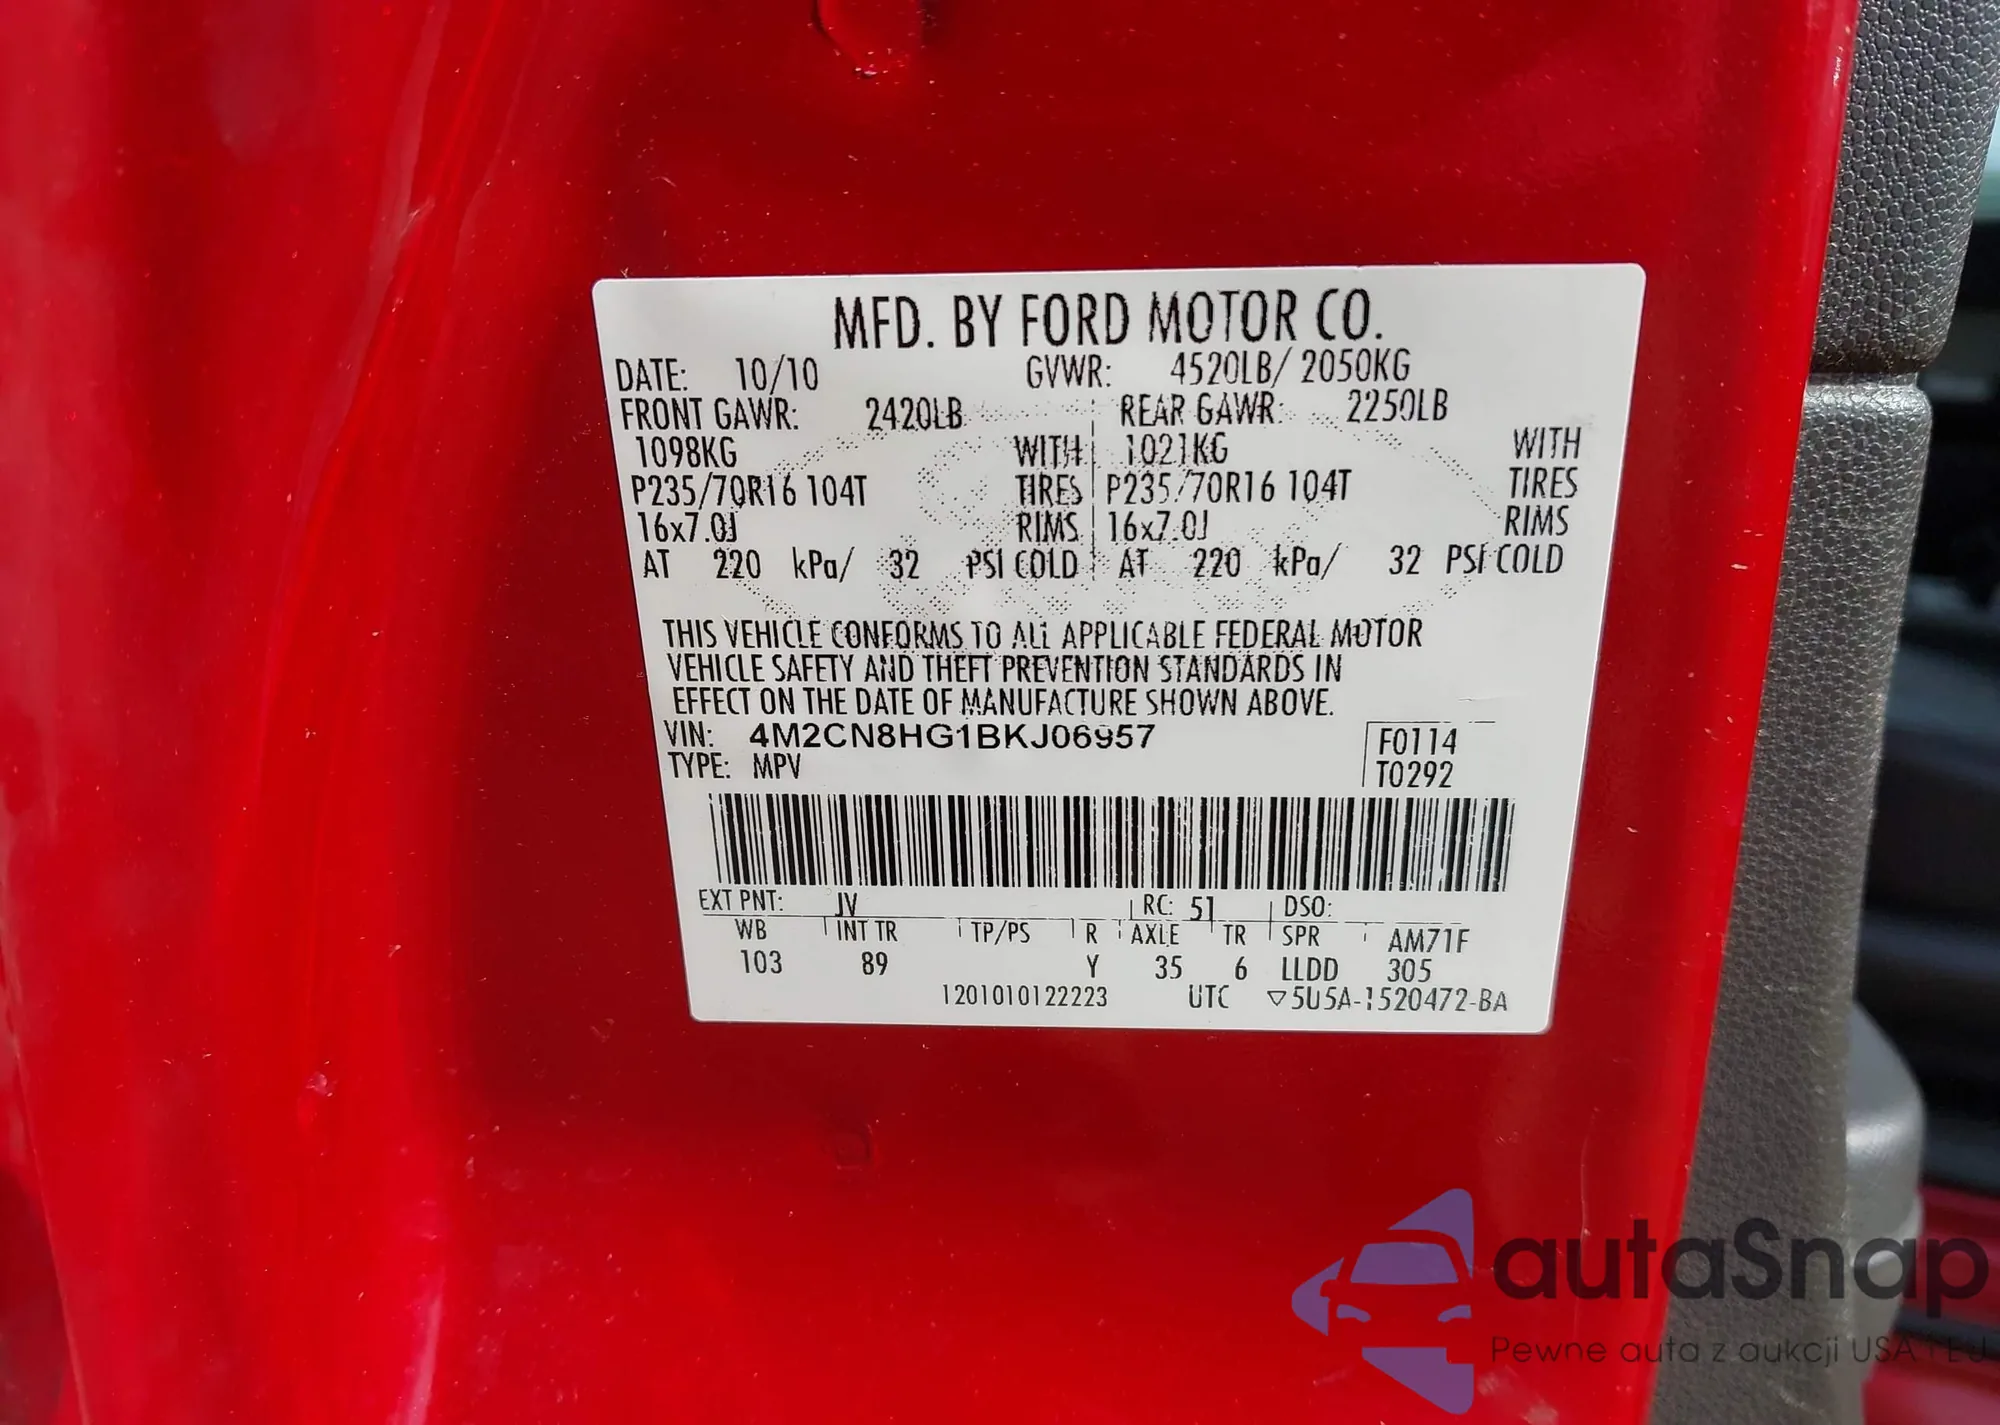 MFD. BY FORD MOTOR CO.
DATE: 10/10 GVWR: 4520LB/ 2050KG
FRONT GAWR: 2420LB REAR GAWR: 2250LB
1098KG WITH 1021KG WITH
P235/70R16 104T TIRES P235/70R16 104T TIRES
16x7.0J RIMS 16x7.0J RIMS
AT 220 kPa/ 32 PSI COLD AT 220 kPa/ 32 PSI COLD
THIS VEHICLE CONFORMS TO ALL APPLICABLE FEDERAL MOTOR
VEHICLE SAFETY AND THEFT PREVENTION STANDARDS IN
EFFECT ON THE DATE OF MANUFACTURE SHOWN ABOVE.
VIN: 4M2CN8HG1BKJ06957 F0114
TYPE: MPV T0292
EXT PNT: JV RC: 51 DSO:
WB INT TR TP/PS R AXLE TR SPR AM71F
103 89 Y 35 6 LLDD 305
1201010122223 UTC ▽5U5A-1520472-BA
autaSnap
Pewne auta z aukcji USA i EU